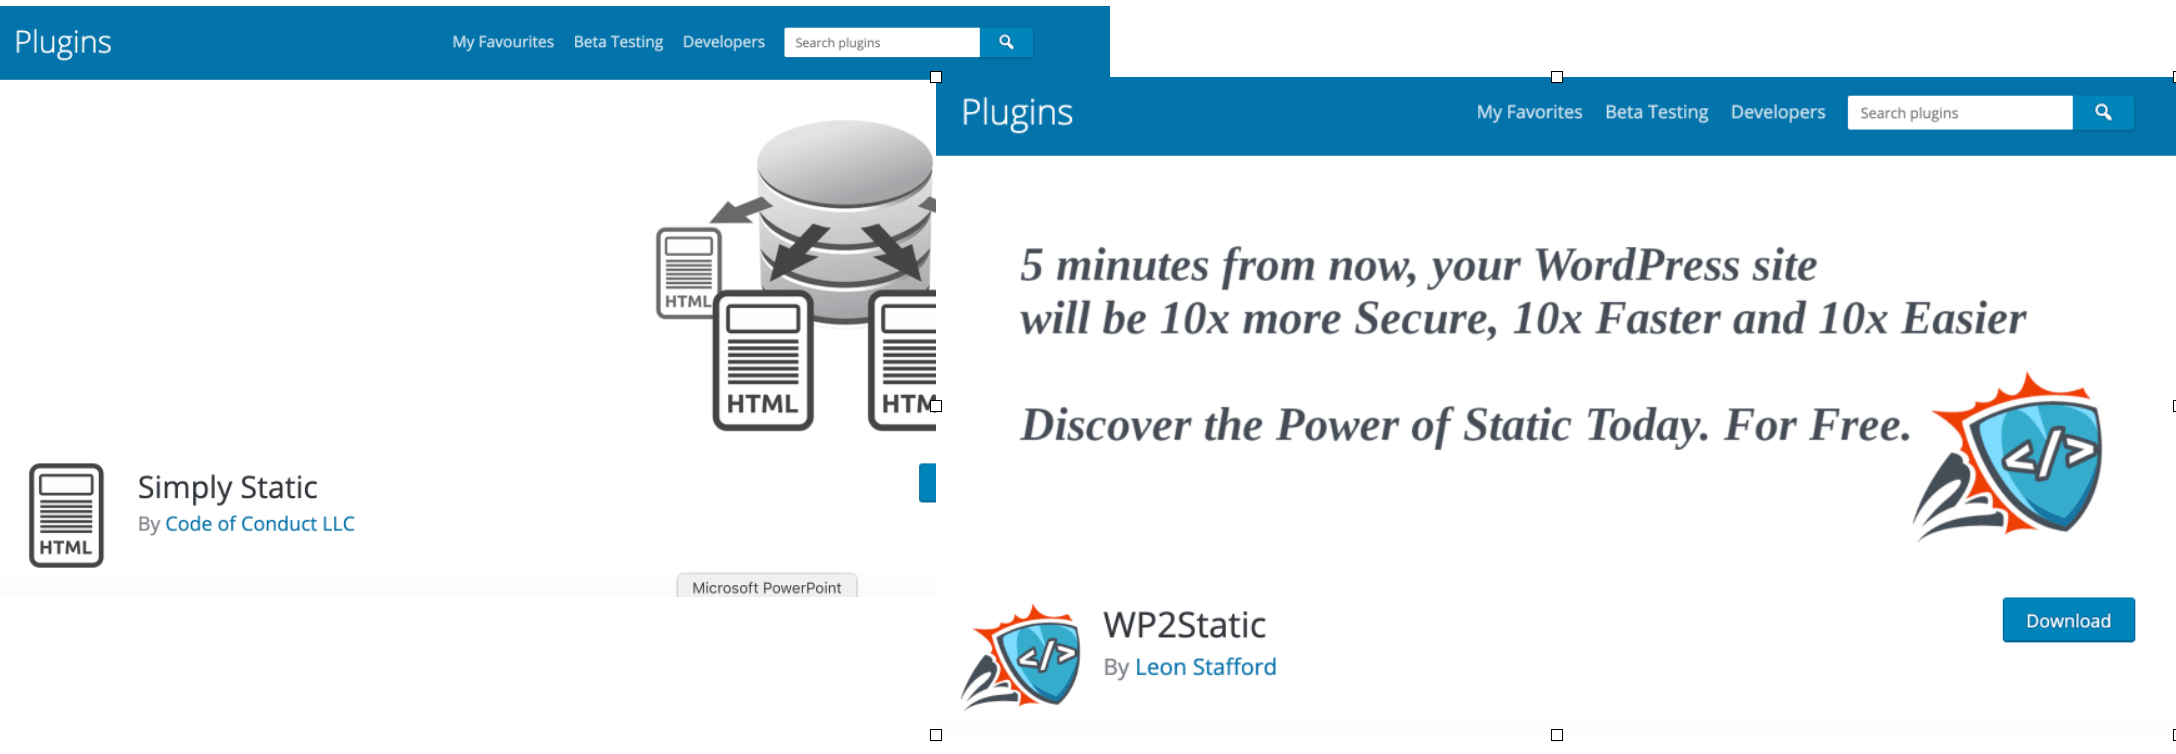 Plugins
My Favourites Beta Testing Developers Search plugins
HTML
HTML
HTM
HTML
Simply Static
By Code of Conduct LLC
Microsoft PowerPoint
Plugins
My Favorites Beta Testing Developers Search plugins
5 minutes from now, your WordPress site
will be 10x more Secure, 10x Faster and 10x Easier
Discover the Power of Static Today. For Free.
</>
</>
WP2Static
By Leon Stafford
Download